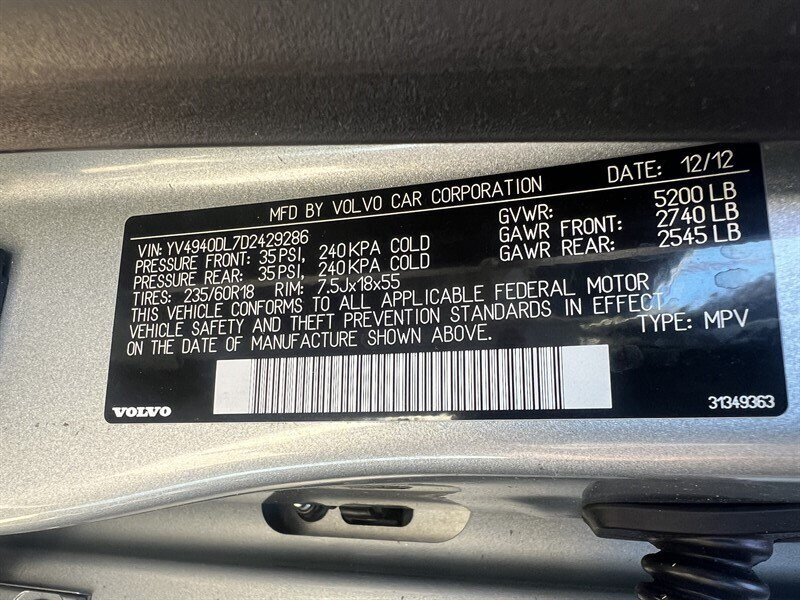 MFD BY VOLVO CAR CORPORATION DATE: 12/12
VIN: YV4940DL7D2429286 GVWR: 5200 LB
PRESSURE FRONT: 35 PSI, 240 KPA COLD GAWR FRONT: 2740 LB
PRESSURE REAR: 35 PSI, 240 KPA COLD GAWR REAR: 2545 LB
TIRES: 235/60R18 RIM: 7.5Jx18x55
THIS VEHICLE CONFORMS TO ALL APPLICABLE FEDERAL MOTOR
VEHICLE SAFETY AND THEFT PREVENTION STANDARDS IN EFFECT
ON THE DATE OF MANUFACTURE SHOWN ABOVE. TYPE: MPV
VOLVO 31349363